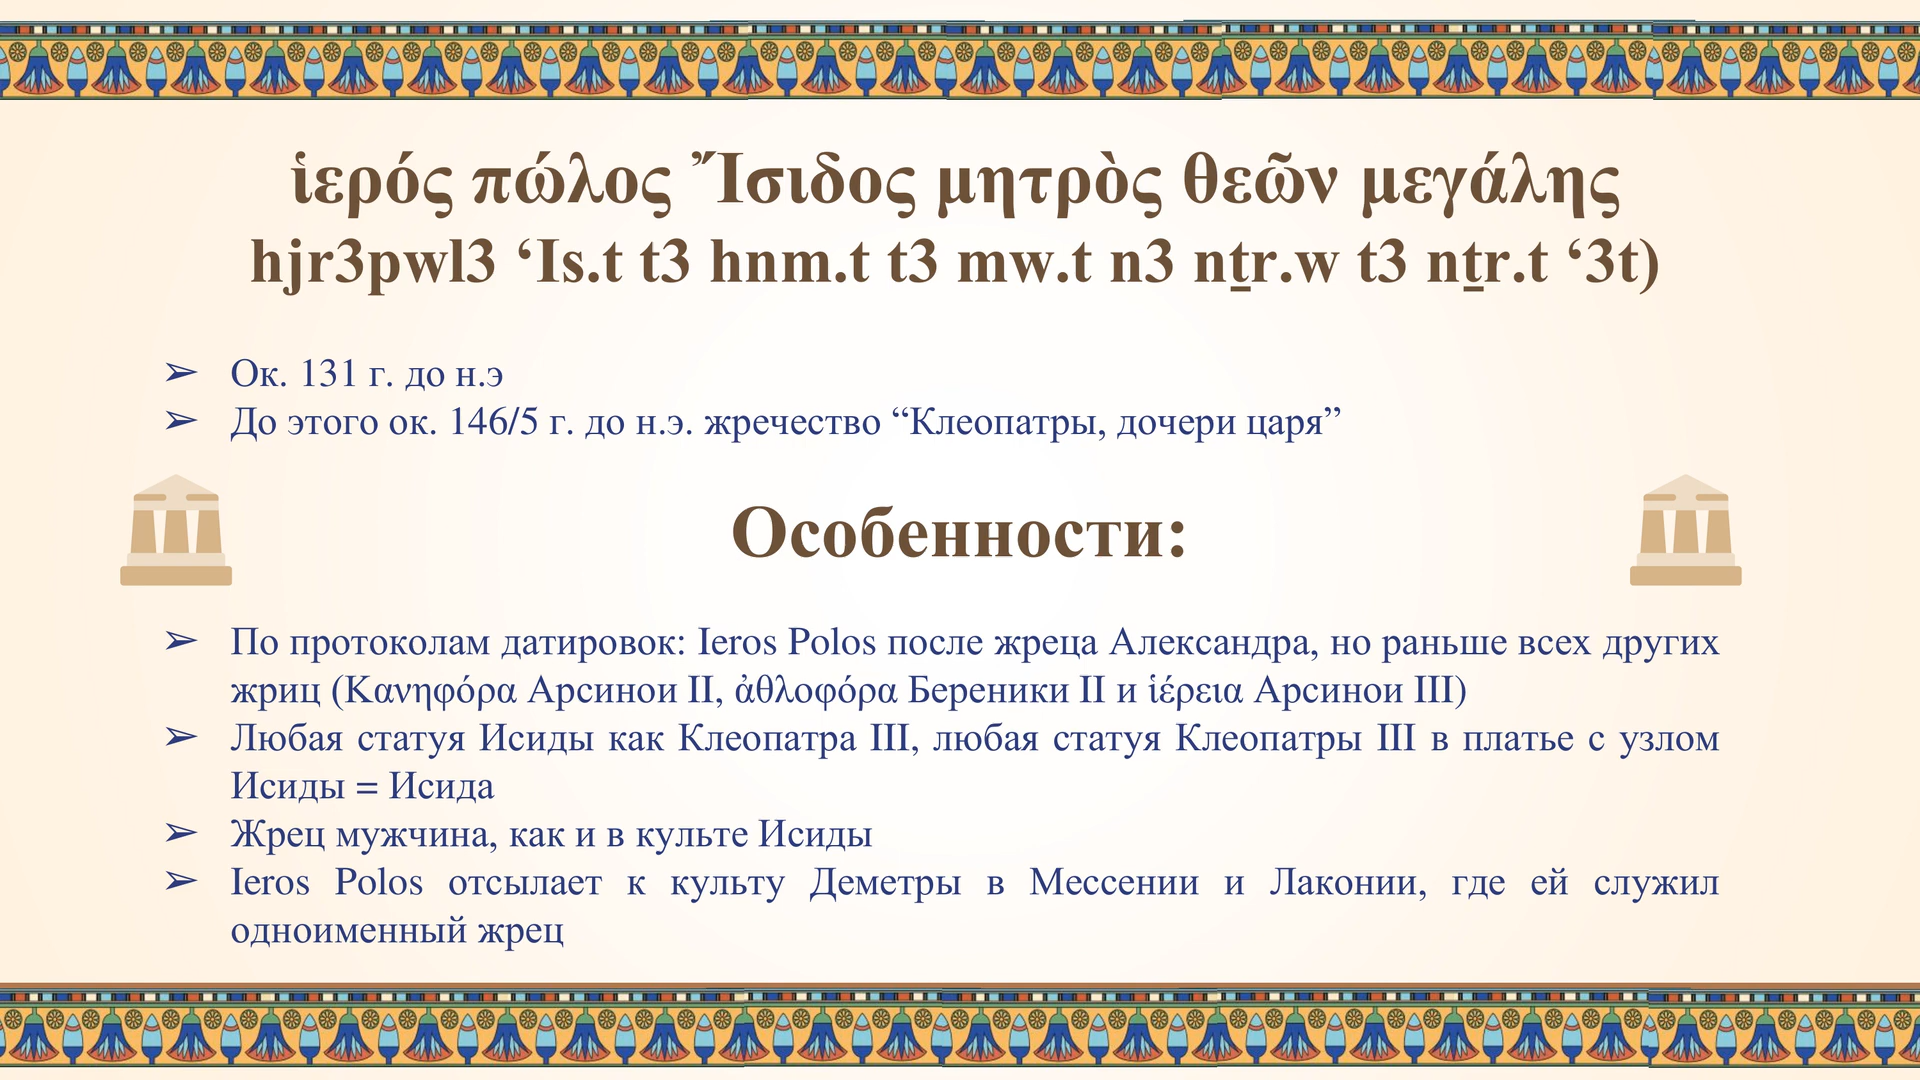 ἱερός πώλος Ἴσιδος μητρὸς θεῶν μεγάλης
hjr3pwl3 ‘Is.t t3 hnm.t t3 mw.t n3 nṯr.w t3 nṯr.t ‘3t)
➢ Ок. 131 г. до н.э
➢ До этого ок. 146/5 г. до н.э. жречество “Клеопатры, дочери царя”
Особенности:
➢ По протоколам датировок: Ieros Polos после жреца Александра, но раньше всех других
жриц (Κανηφόρα Арсинои II, ἀθλοφόρα Береники II и ἱέρεια Арсинои III)
➢ Любая статуя Исиды как Клеопатра III, любая статуя Клеопатры III в платье с узлом
Исиды = Исида
➢ Жрец мужчина, как и в культе Исиды
➢ Ieros Polos отсылает к культу Деметры в Мессении и Лаконии, где ей служил
одноименный жрец